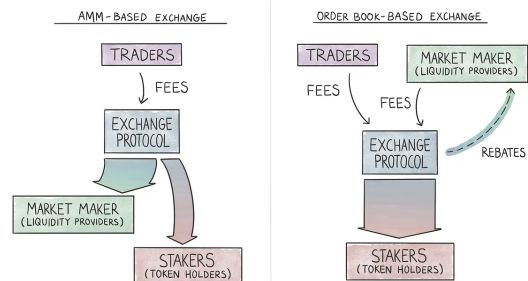 AMM-BASED EXCHANGE
TRADERS
FEES
EXCHANGE
PROTOCOL
MARKET MAKER
(LIQUIDITY PROVIDERS)
STAKERS
(TOKEN HOLDERS)
ORDER BOOK-BASED EXCHANGE
TRADERS
MARKET MAKER
(LIQUIDITY PROVIDERS)
FEES
FEES
EXCHANGE
PROTOCOL
REBATES
STAKERS
(TOKEN HOLDERS)